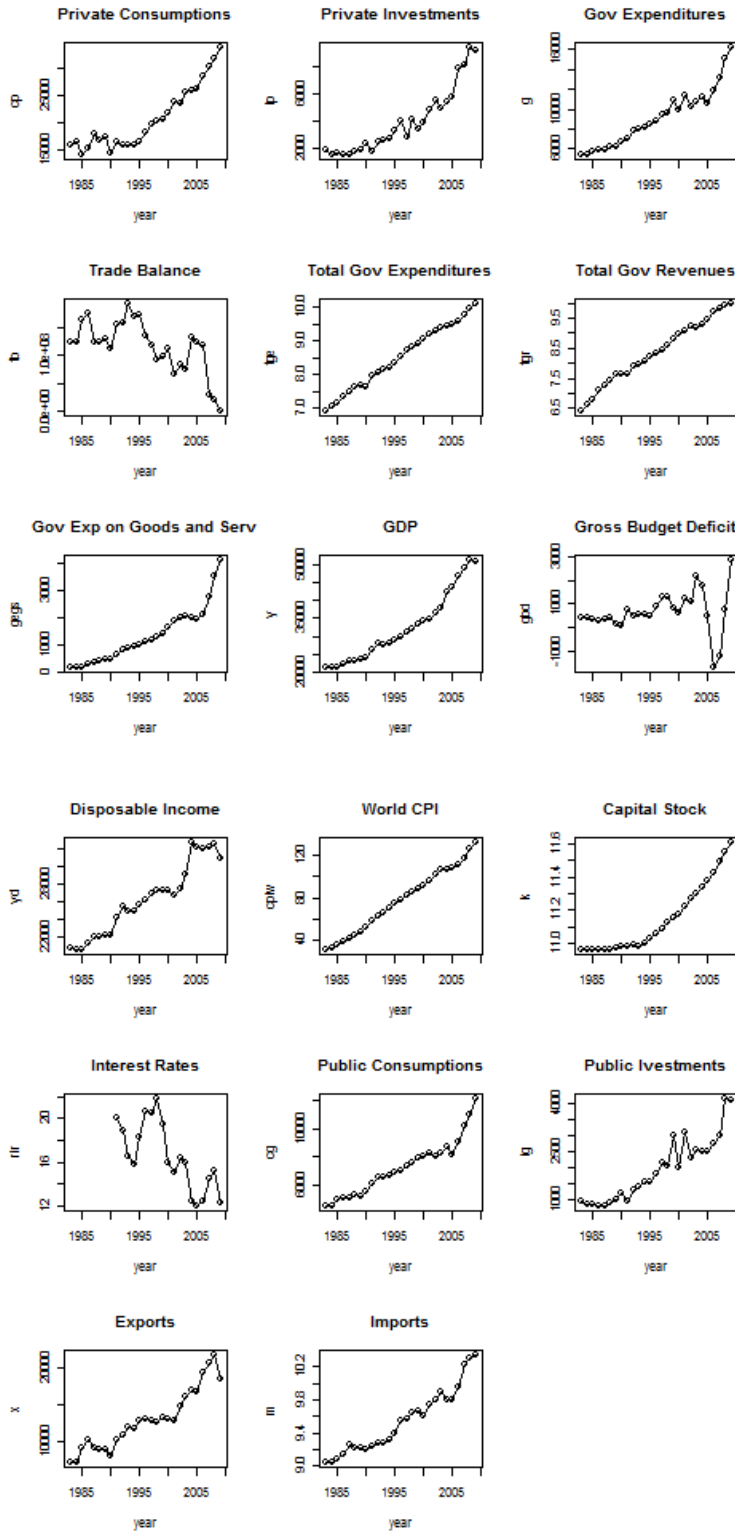 Private Consumptions
cp
15000 25000
1985 1995 2005
year
Private Investments
ip
2000 6000
1985 1995 2005
year
Gov Expenditures
g
6000 10000 16000
1985 1995 2005
year
Trade Balance
tb
0.0e+00 1.0e+08
1985 1995 2005
year
Total Gov Expenditures
tge
7.0 8.0 9.0 10.0
1985 1995 2005
year
Total Gov Revenues
tgr
6.5 7.5 8.5 9.5
1985 1995 2005
year
Gov Exp on Goods and Serv
gegs
0 1000 3000
1985 1995 2005
year
GDP
y
20000 35000 50000
1985 1995 2005
year
Gross Budget Deficit
gbd
-1000 1000 3000
1985 1995 2005
year
Disposable Income
yd
22000 28000
1985 1995 2005
year
World CPI
cpiw
40 80 120
1985 1995 2005
year
Capital Stock
k
11.0 11.2 11.4 11.6
1985 1995 2005
year
Interest Rates
rlr
12 16 20
1985 1995 2005
year
Public Consumptions
cg
6000 10000
1985 1995 2005
year
Public Ivestments
ig
1000 2500 4000
1985 1995 2005
year
Exports
x
10000 20000
1985 1995 2005
year
Imports
m
9.0 9.4 9.8 10.2
1985 1995 2005
year